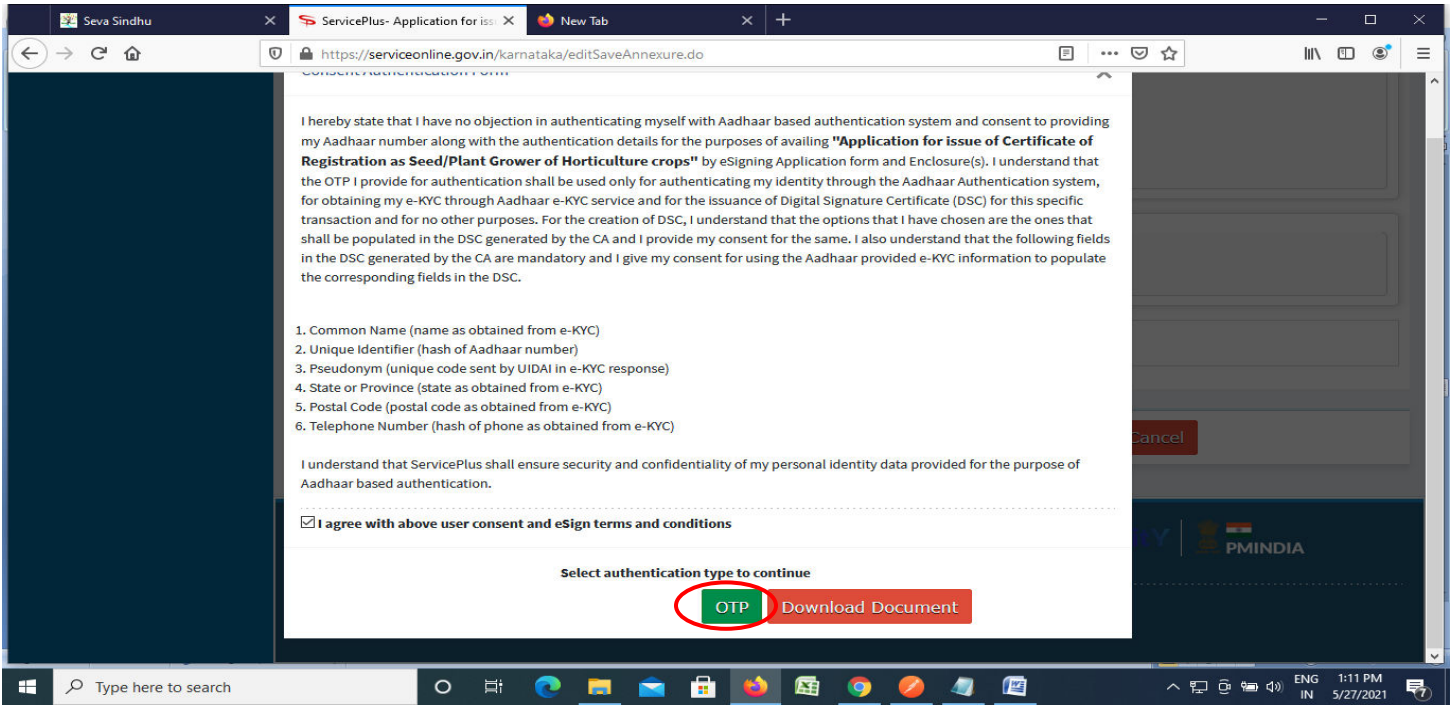 Seva Sindhu
ServicePlus- Application for iss
New Tab
https://serviceonline.gov.in/karnataka/editSaveAnnexure.do
Consent Authentication Form
I hereby state that I have no objection in authenticating myself with Aadhaar based authentication system and consent to providing
my Aadhaar number along with the authentication details for the purposes of availing "Application for issue of Certificate of
Registration as Seed/Plant Grower of Horticulture crops" by eSigning Application form and Enclosure(s). I understand that
the OTP I provide for authentication shall be used only for authenticating my identity through the Aadhaar Authentication system,
for obtaining my e-KYC through Aadhaar e-KYC service and for the issuance of Digital Signature Certificate (DSC) for this specific
transaction and for no other purposes. For the creation of DSC, I understand that the options that I have chosen are the ones that
shall be populated in the DSC generated by the CA and I provide my consent for the same. I also understand that the following fields
in the DSC generated by the CA are mandatory and I give my consent for using the Aadhaar provided e-KYC information to populate
the corresponding fields in the DSC.
1. Common Name (name as obtained from e-KYC)
2. Unique Identifier (hash of Aadhaar number)
3. Pseudonym (unique code sent by UIDAI in e-KYC response)
4. State or Province (state as obtained from e-KYC)
5. Postal Code (postal code as obtained from e-KYC)
6. Telephone Number (hash of phone as obtained from e-KYC)
Cancel
I understand that ServicePlus shall ensure security and confidentiality of my personal identity data provided for the purpose of
Aadhaar based authentication.
I agree with above user consent and eSign terms and conditions
PMINDIA
Select authentication type to continue
OTP Download Document
Type here to search
ENG 1:11 PM
IN 5/27/2021